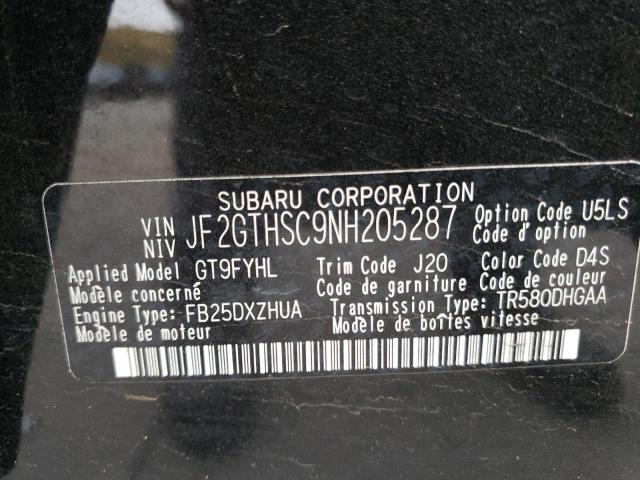 SUBARU CORPORATION
VIN NIV JF2GTHSC9NH205287 Option Code U5LS
Code d'option
Applied Model GT9FYHL Trim Code J20 Color Code D4S
Modèle concerné Code de garniture Code de couleur
Engine Type: FB25DXZHUA Transmission Type: TR580DHGAA
Modèle de moteur Modèle de boîtes vitesse